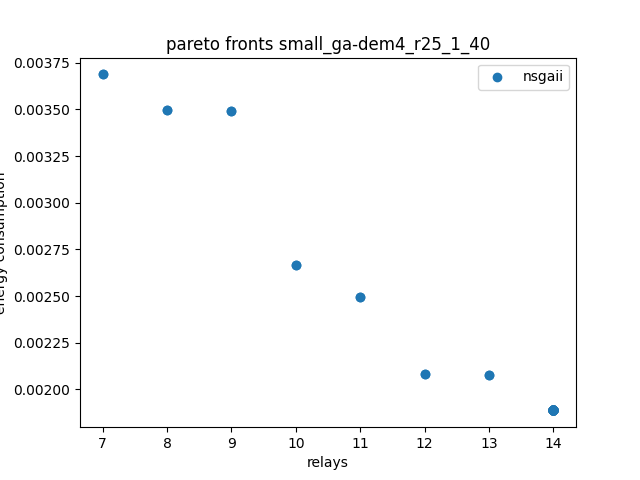 pareto fronts small_ga-dem4_r25_1_40
nsgaii
0.00375
0.00350
0.00325
0.00300
0.00275
0.00250
0.00225
0.00200
energy consumption
7 8 9 10 11 12 13 14
relays